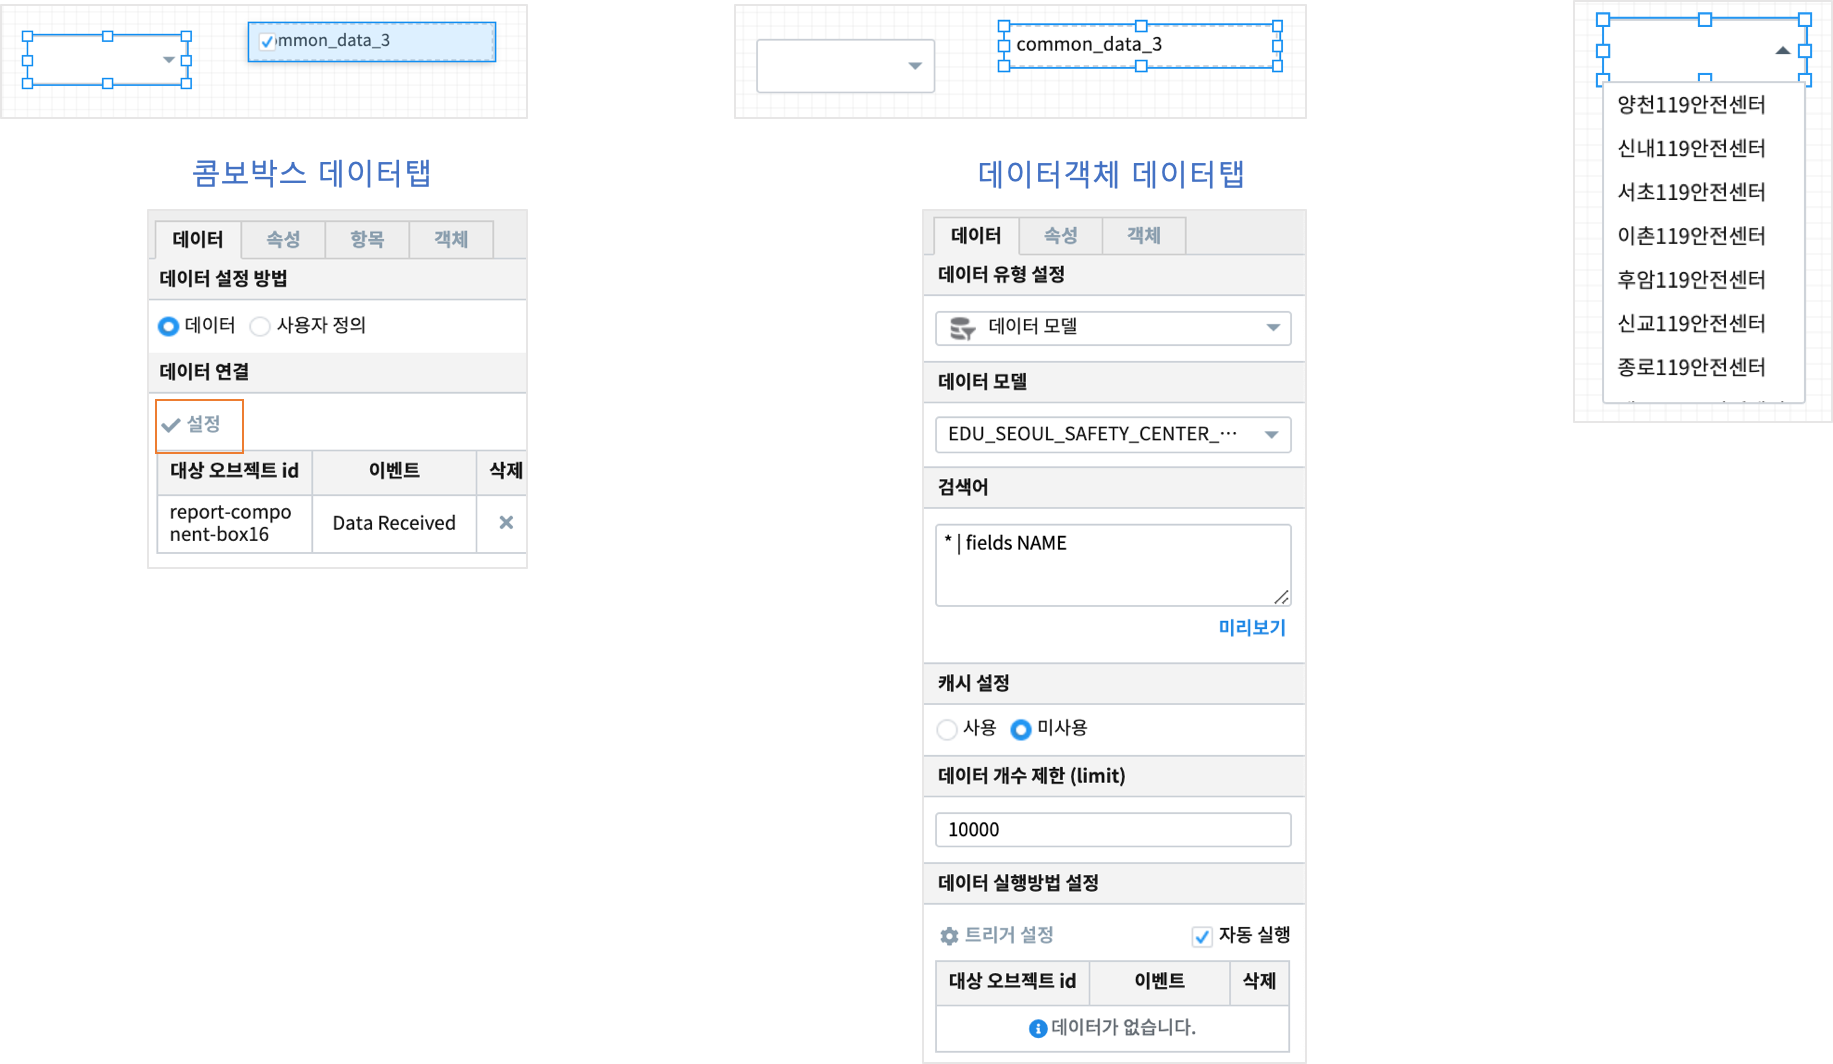 mmon_data_3
콤보박스 데이터탭
데이터 속성 항목 객체
데이터 설정 방법
데이터 사용자 정의
데이터 연결
설정
대상 오브젝트 id 이벤트 삭제
report-compo
nent-box16
Data Received
common_data_3
데이터객체 데이터탭
데이터 속성 객체
데이터 유형 설정
데이터 모델
데이터 모델
EDU_SEOUL_SAFETY_CENTER_···
검색어
* | fields NAME
미리보기
캐시 설정
사용 미사용
데이터 개수 제한 (limit)
10000
데이터 실행방법 설정
트리거 설정 자동 실행
대상 오브젝트 id 이벤트 삭제
데이터가 없습니다.
양천119안전센터
신내119안전센터
서초119안전센터
이촌119안전센터
후암119안전센터
신교119안전센터
종로119안전센터